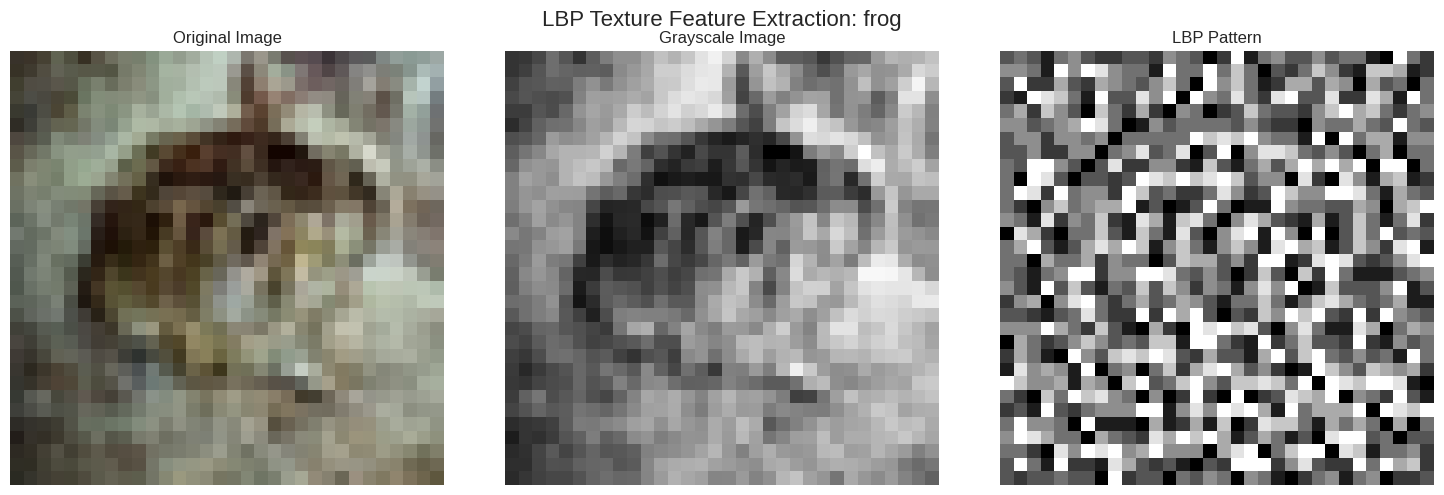 LBP Texture Feature Extraction: frog
Original Image
Grayscale Image
LBP Pattern